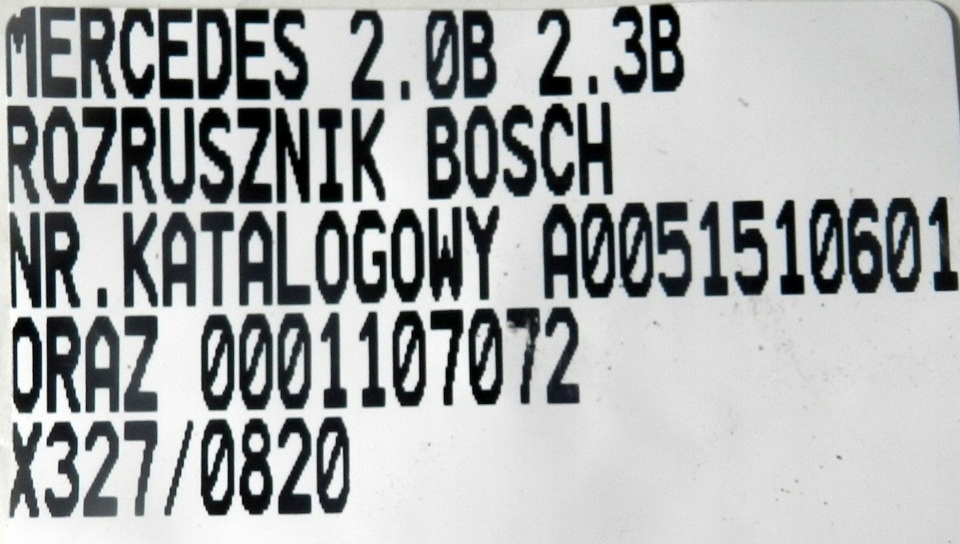 MERCEDES 2.0B 2.3B
ROZRUSZNIK BOSCH
NR.KATALOGOWY A0051510601
ORAZ 0001107072
X327/0820